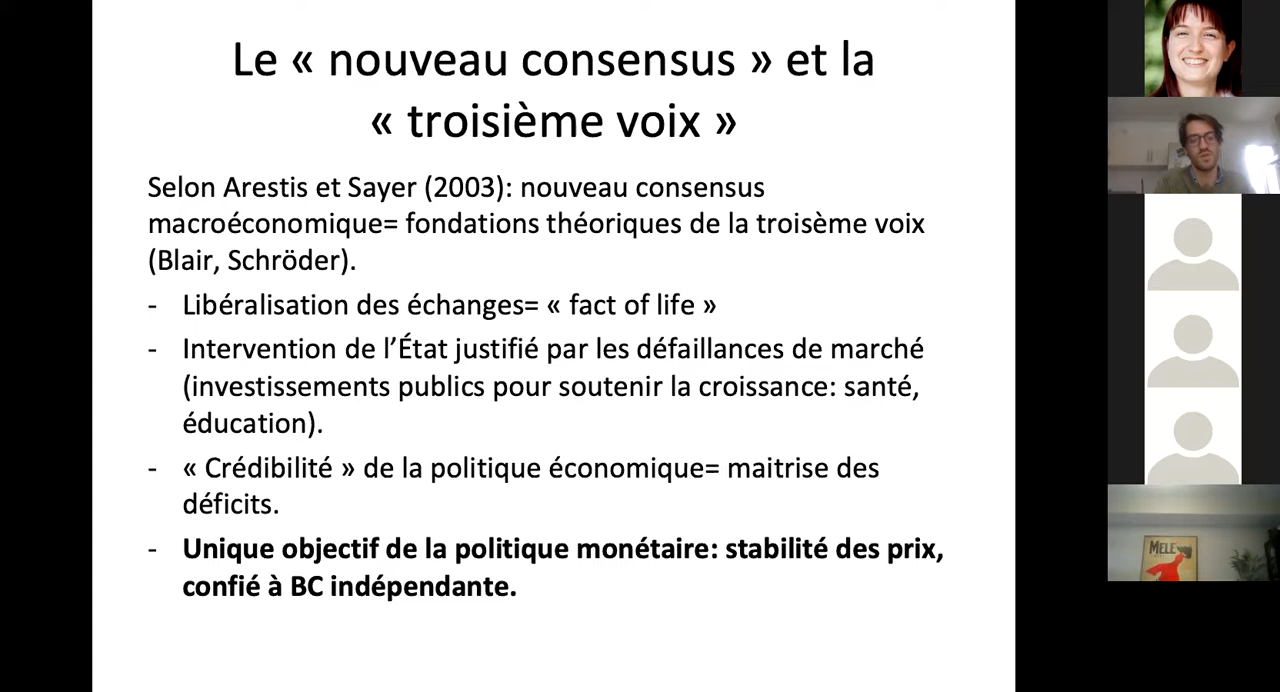 Le « nouveau consensus » et la
« troisième voix »
Selon Arestis et Sayer (2003): nouveau consensus
macroéconomique= fondations théoriques de la troisème voix
(Blair, Schröder).
- Libéralisation des échanges= « fact of life »
- Intervention de l’État justifié par les défaillances de marché
(investissements publics pour soutenir la croissance: santé,
éducation).
- « Crédibilité » de la politique économique= maitrise des
déficits.
- Unique objectif de la politique monétaire: stabilité des prix,
confié à BC indépendante.
MELE